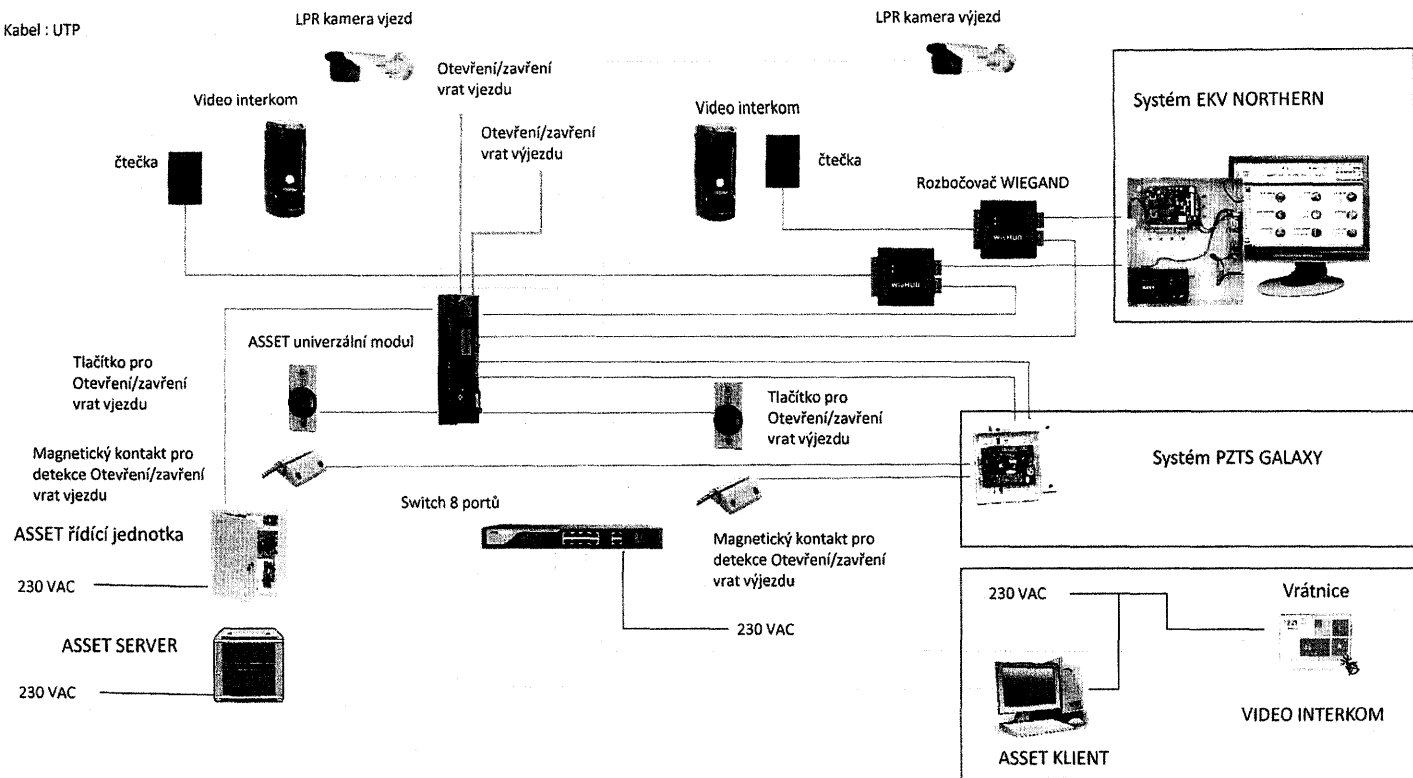 LPR kamera vjezd
LPR kamera výjezd
Kabel : UTP
Otevření/zavření
vrat vjezdu
Systém EKV NORTHERN
Video interkom
Video interkom
Otevření/zavření
vrat výjezdu
čtečka
čtečka
Rozbočovač WIEGAND
WieHUB
WieHUB
ASSET univerzální modul
Tlačítko pro
Otevření/zavření
vrat vjezdu
Tlačítko pro
Otevření/zavření
vrat výjezdu
Magnetický kontakt pro
detekce Otevření/zavření
vrat vjezdu
Systém PZTS GALAXY
Switch 8 portů
ASSET řídící jednotka
Magnetický kontakt pro
detekce Otevření/zavření
vrat výjezdu
230 VAC
230 VAC
Vrátnice
230 VAC
ASSET SERVER
230 VAC
VIDEO INTERKOM
ASSET KLIENT